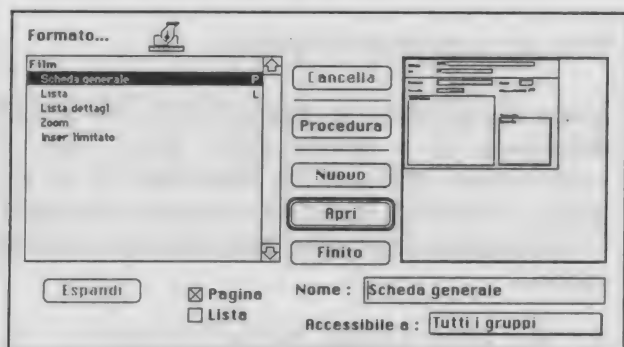 Formato...
Film
Scheda generale P
Lista L
Lista dettagl
Zoom
Inser limitato
Cancella
Procedura
Nuovo
Apri
Finito
Espandi
Pagina
Lista
Nome : Scheda generale
Accessibile a : Tutti i gruppi